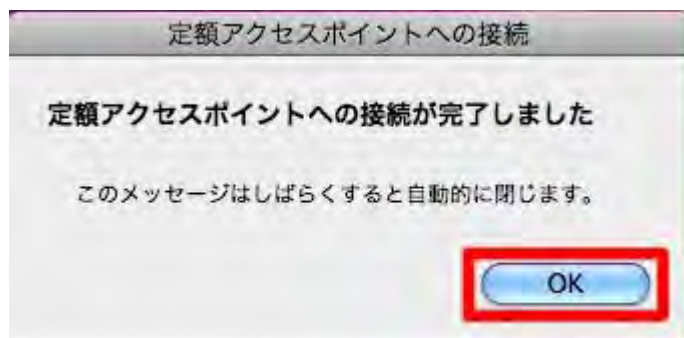 定額アクセスポイントへの接続
定額アクセスポイントへの接続が完了しました
このメッセージはしばらくすると自動的に閉じます。
OK